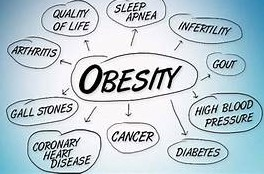 QUALITY
OF LIFE
SLEEP
APNEA
INFERTILITY
ARTHRITIS
GOUT
OBESITY
GALL STONES
HIGH BLOOD
PRESSURE
CORONARY
HEART
DISEASE
CANCER
DIABETES